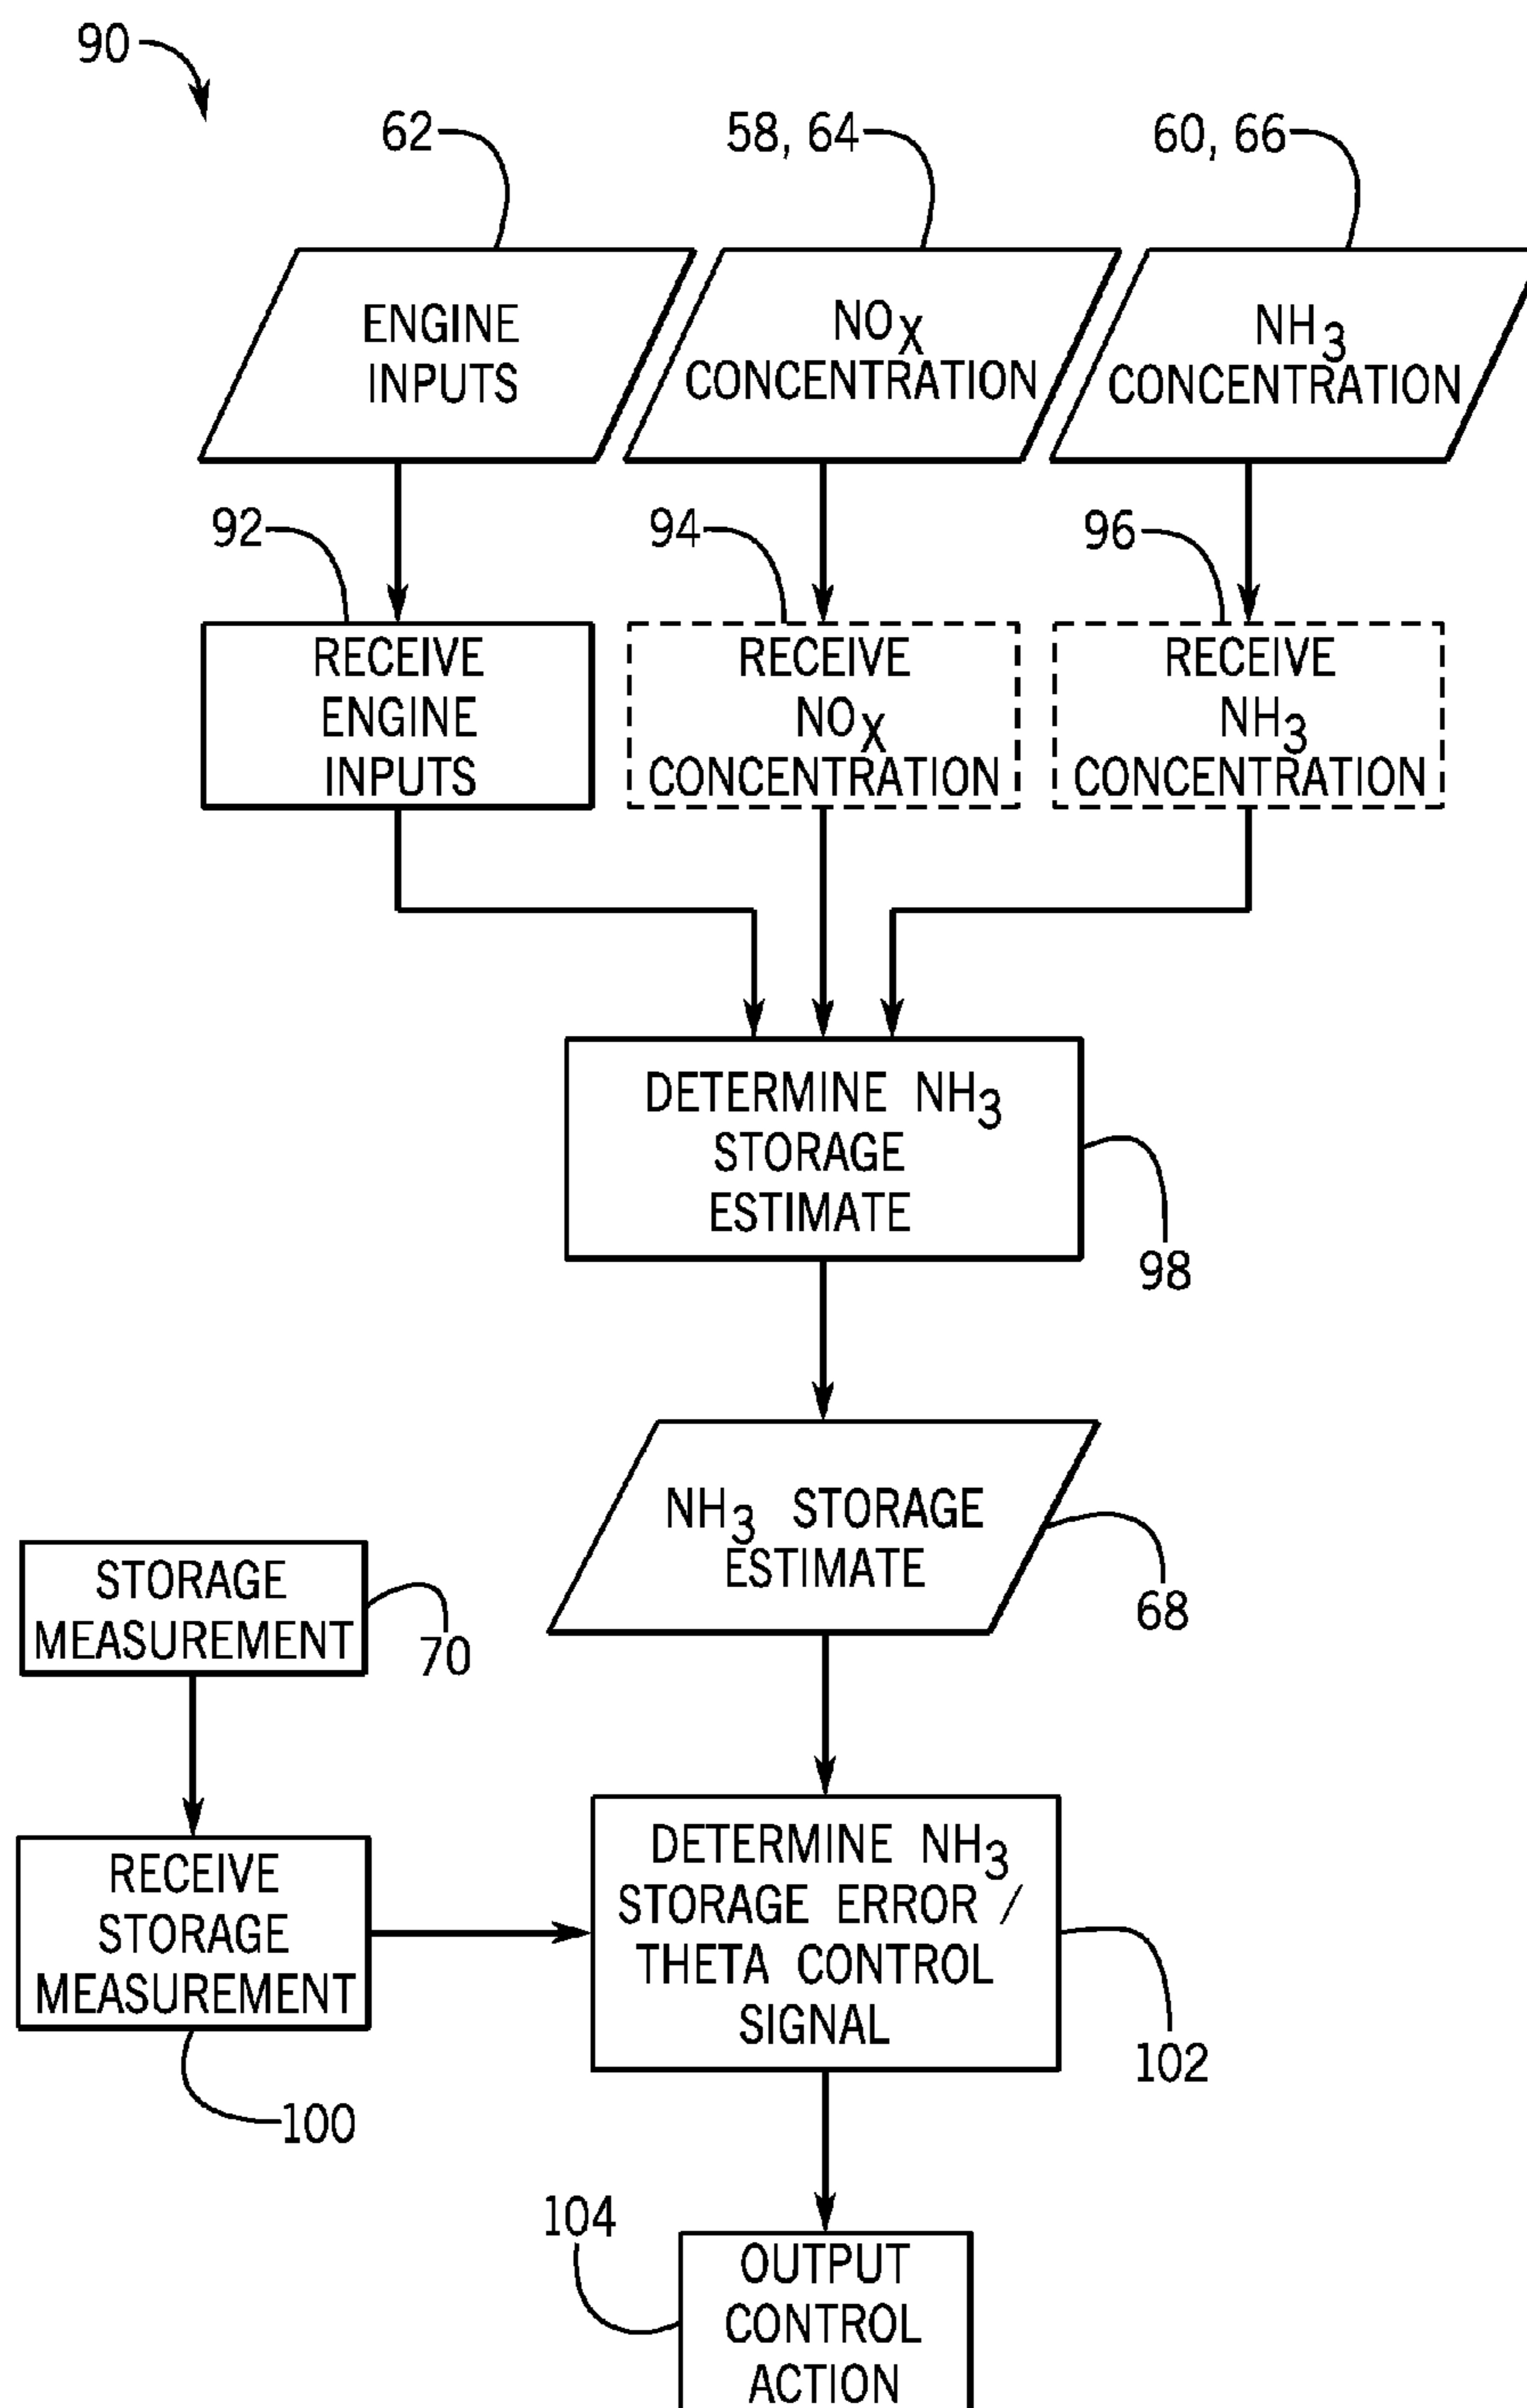 90
62
58, 64
60, 66
ENGINE
INPUTS
NOX
CONCENTRATION
NH3
CONCENTRATION
92
94
96
RECEIVE
ENGINE
INPUTS
RECEIVE
NOX
CONCENTRATION
RECEIVE
NH3
CONCENTRATION
DETERMINE NH3
STORAGE
ESTIMATE
98
NH3 STORAGE
ESTIMATE
68
STORAGE
MEASUREMENT
70
RECEIVE
STORAGE
MEASUREMENT
100
DETERMINE NH3
STORAGE ERROR /
THETA CONTROL
SIGNAL
102
104
OUTPUT
CONTROL
ACTION